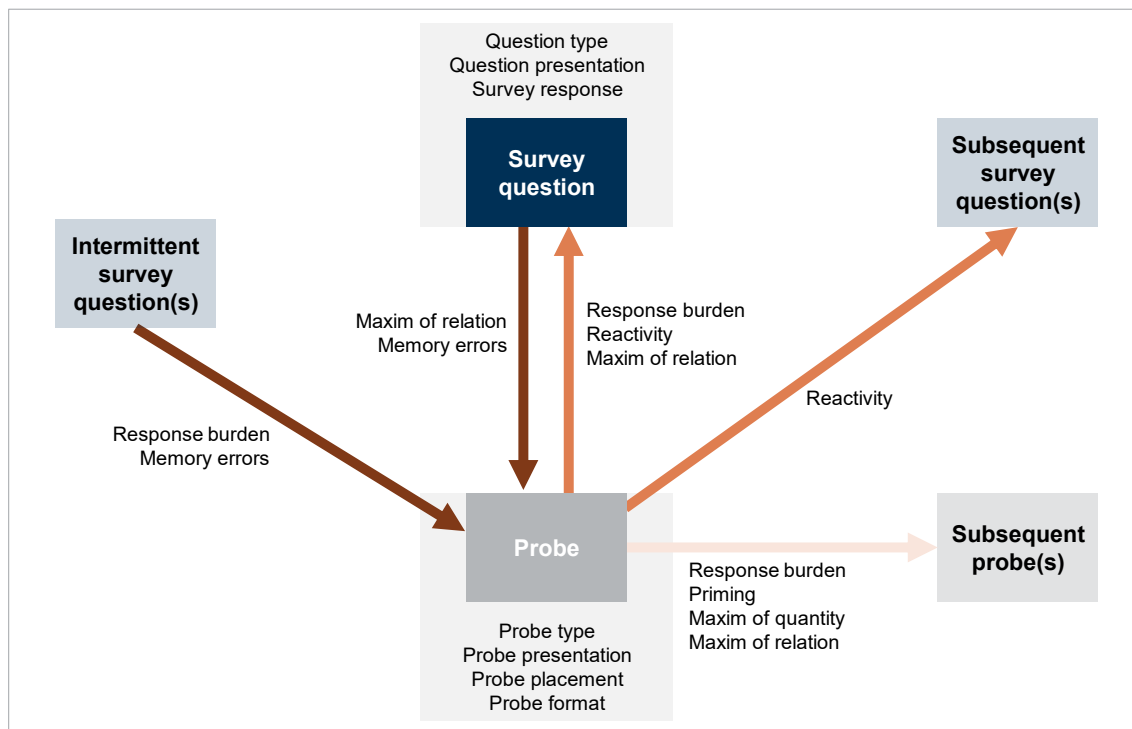 Question type
Question presentation
Survey response
Survey
question
Subsequent
survey
question(s)
Intermittent
survey
question(s)
Maxim of relation
Memory errors
Response burden
Reactivity
Maxim of relation
Reactivity
Response burden
Memory errors
Probe
Subsequent
probe(s)
Response burden
Priming
Maxim of quantity
Maxim of relation
Probe type
Probe presentation
Probe placement
Probe format